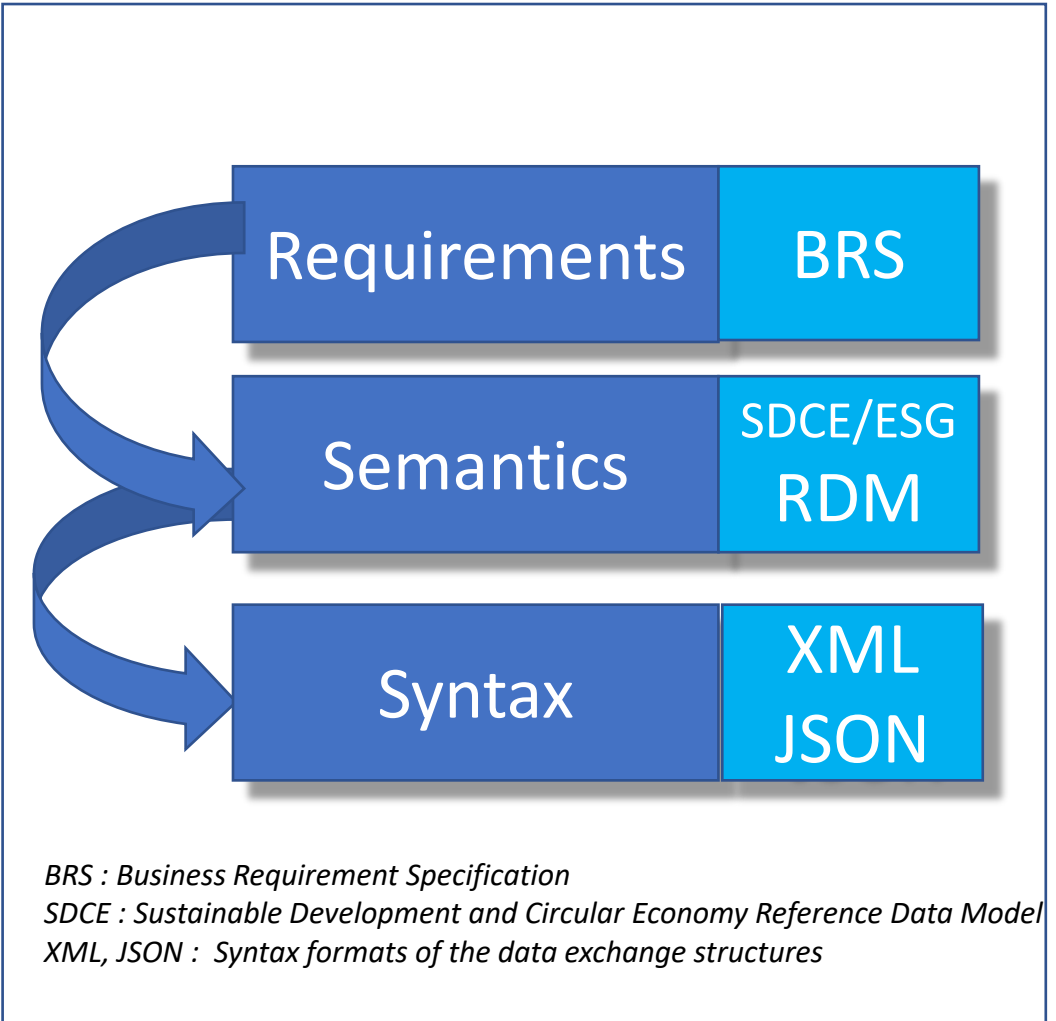 Requirements
BRS
Semantics
SDCE/ESG
RDM
Syntax
XML
JSON
BRS : Business Requirement Specification
SDCE : Sustainable Development and Circular Economy Reference Data Model
XML, JSON :  Syntax formats of the data exchange structures